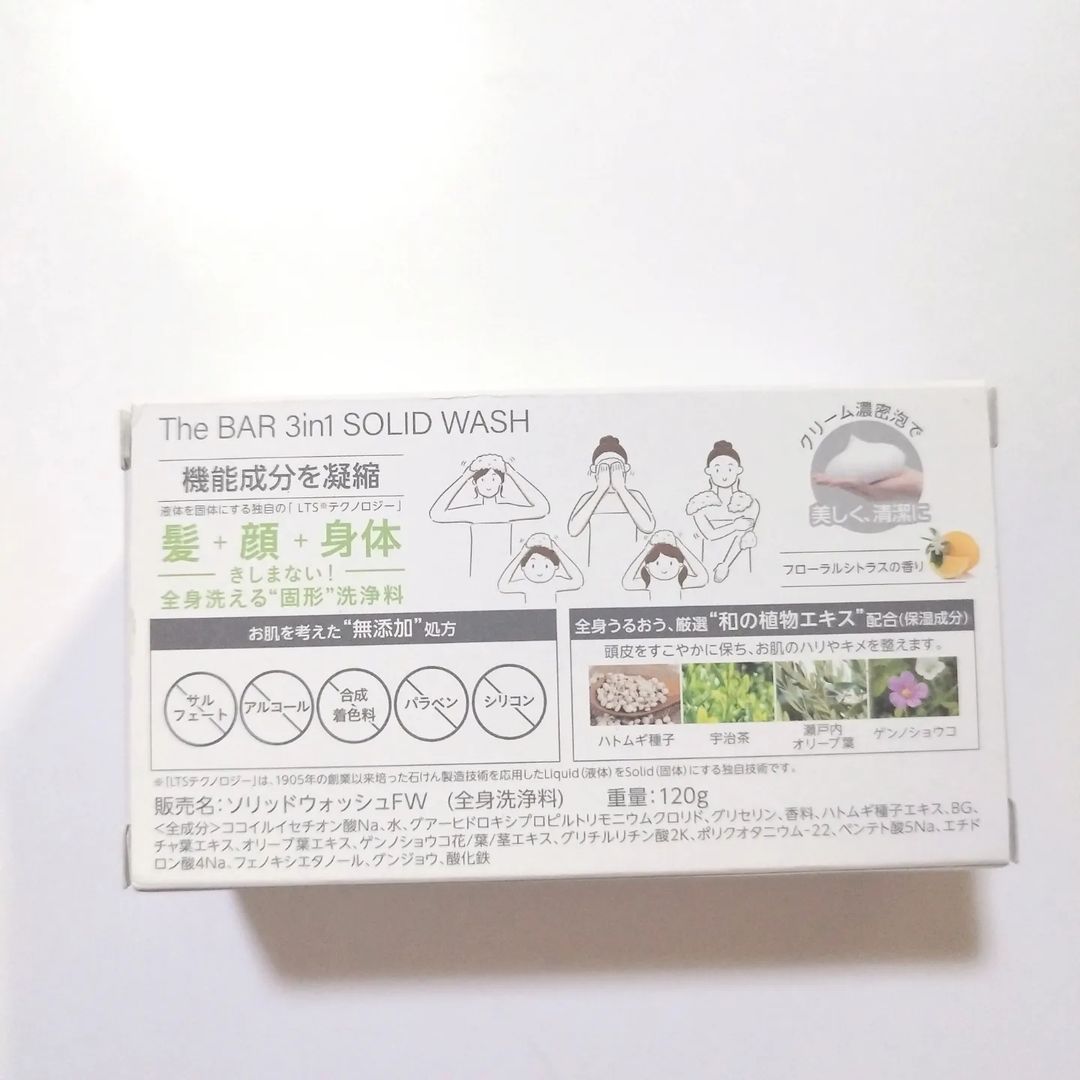 The BAR 3in1 SOLID WASH
機能成分を凝縮
液体を固体にする独自の「LTS®テクノロジー」
髪+顔+身体
きしまない!
全身洗える“固形”洗浄料
クリーム濃密泡で
美しく、清潔に
フローラルシトラスの香り
お肌を考えた“無添加”処方
サル
フェート
アルコール
合成
着色料
パラベン
シリコン
全身うるおう、厳選“和の植物エキス”配合(保湿成分)
頭皮をすこやかに保ち、お肌のハリやキメを整えます。
ハトムギ種子
宇治茶
瀬戸内
オリーブ葉
ゲンノショウコ
※「LTSテクノロジー」は、1905年の創業以来培った石けん製造技術を応用したLiquid(液体)をSolid(固体)にする独自技術です。
販売名:ソリッドウォッシュFW (全身洗浄料) 重量:120g
<全成分>ココイルイセチオン酸Na、水、グアーヒドロキシプロピルトリモニウムクロリド、グリセリン、香料、ハトムギ種子エキス、BG、
チャ葉エキス、オリーブ葉エキス、ゲンノショウコ花/葉/茎エキス、グリチルリチン酸2K、ポリクオタニウム-22、ペンテト酸5Na、エチド
ロン酸4Na、フェノキシエタノール、グンジョウ、酸化鉄